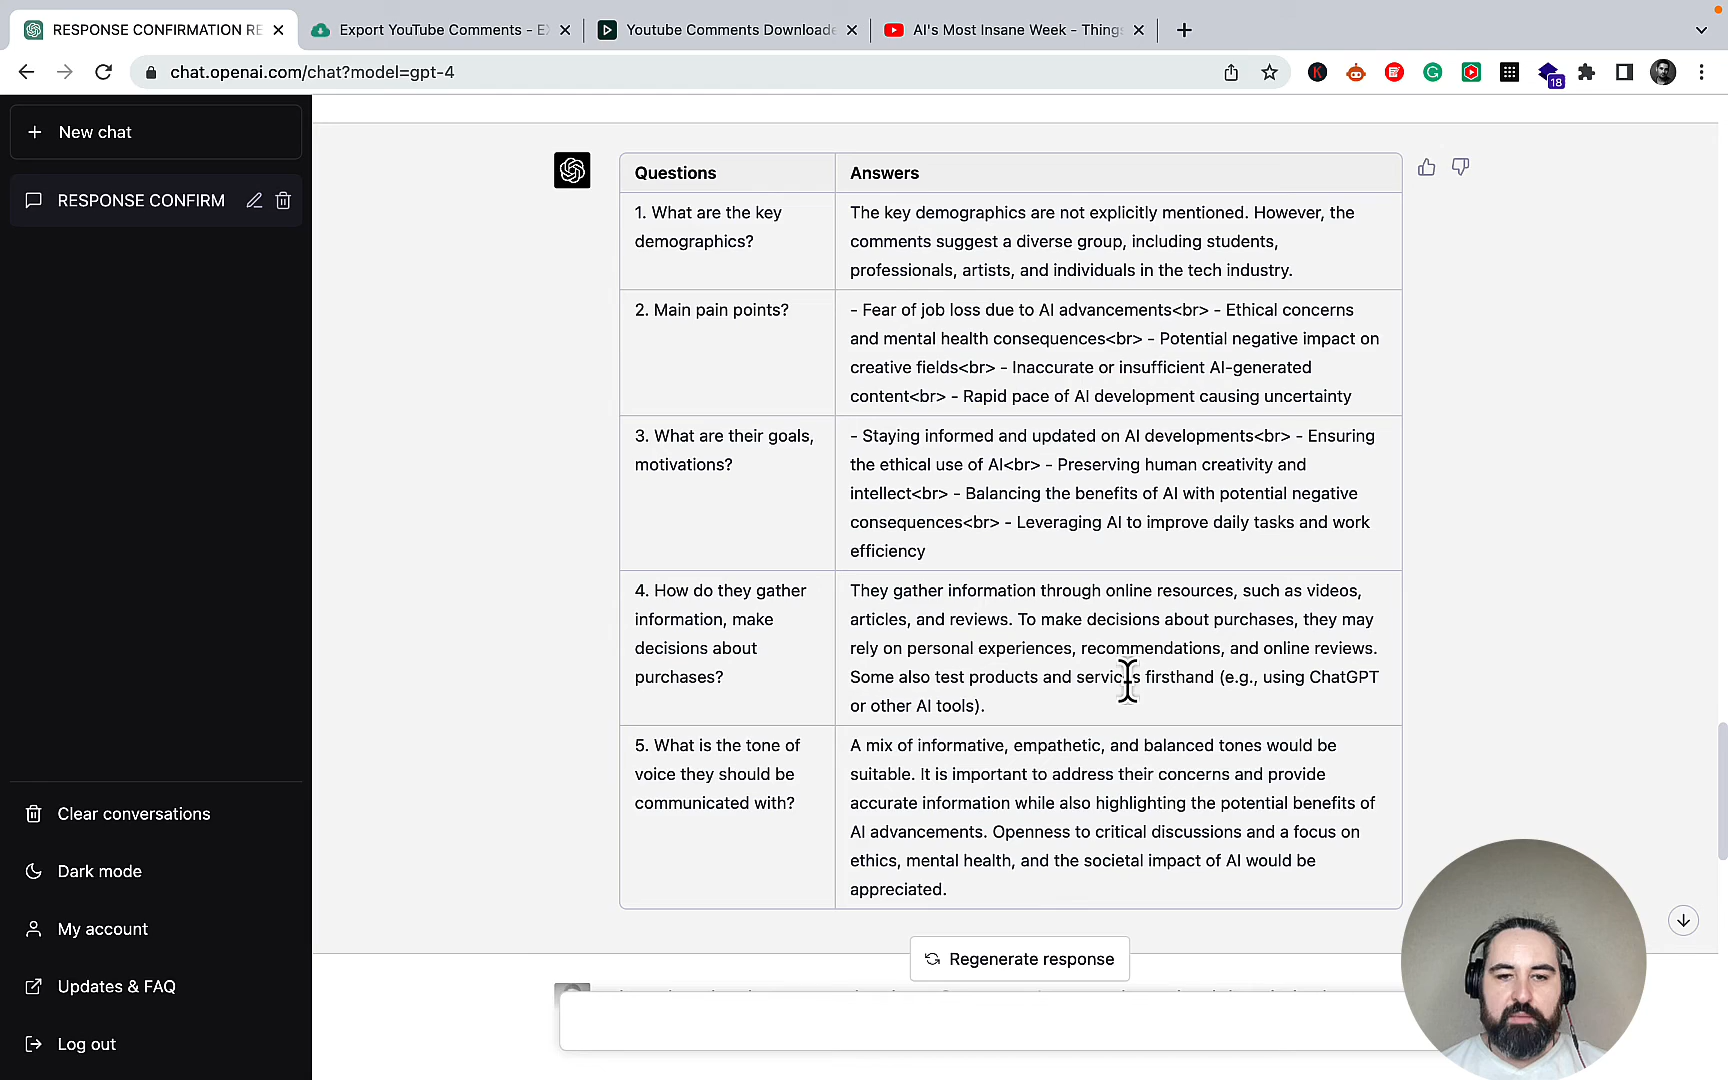 RESPONSE CONFIRMATION RE
Export YouTube Comments - E
Youtube Comments Downloade
AI's Most Insane Week - Thing
chat.openai.com/chat?model=gpt-4
18
New chat
RESPONSE CONFIRM
Questions
Answers
1. What are the key
demographics?
The key demographics are not explicitly mentioned. However, the
comments suggest a diverse group, including students,
professionals, artists, and individuals in the tech industry.
2. Main pain points?
- Fear of job loss due to AI advancements<br> - Ethical concerns
and mental health consequences<br> - Potential negative impact on
creative fields<br> - Inaccurate or insufficient AI-generated
content<br> - Rapid pace of AI development causing uncertainty
3. What are their goals,
motivations?
- Staying informed and updated on AI developments<br> - Ensuring
the ethical use of AI<br> - Preserving human creativity and
intellect<br> - Balancing the benefits of AI with potential negative
consequences<br> - Leveraging AI to improve daily tasks and work
efficiency
4. How do they gather
information, make
decisions about
purchases?
They gather information through online resources, such as videos,
articles, and reviews. To make decisions about purchases, they may
rely on personal experiences, recommendations, and online reviews.
Some also test products and services firsthand (e.g., using ChatGPT
or other AI tools).
5. What is the tone of
voice they should be
communicated with?
A mix of informative, empathetic, and balanced tones would be
suitable. It is important to address their concerns and provide
accurate information while also highlighting the potential benefits of
AI advancements. Openness to critical discussions and a focus on
ethics, mental health, and the societal impact of AI would be
appreciated.
Regenerate response
Clear conversations
Dark mode
My account
Updates & FAQ
Log out